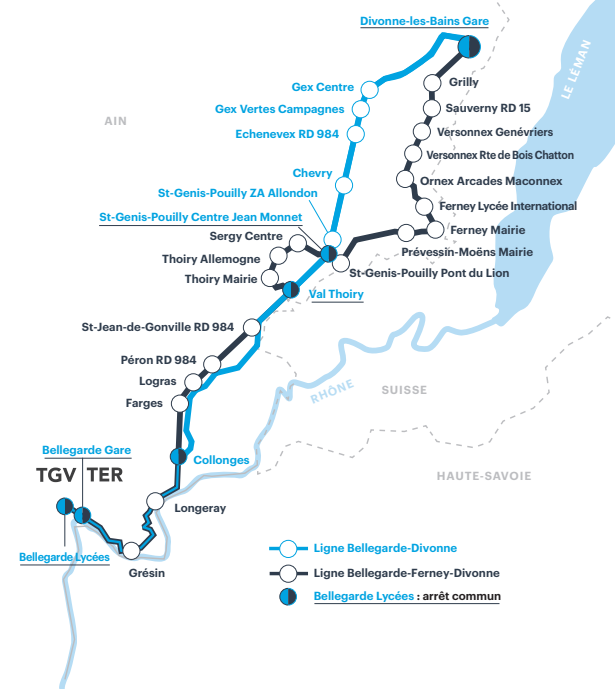 Divonne-les-Bains Gare
LE LÉMAN
Grilly
Gex Centre
Gex Vertes Campagnes
Sauverny RD 15
AIN
Echenevex RD 984
Versonnex Genévriers
Versonnex Rte de Bois Chatton
Chevry
Ornex Arcades Maconnex
St-Genis-Pouilly ZA Allondon
Ferney Lycée International
St-Genis-Pouilly Centre Jean Monnet
Ferney Mairie
Sergy Centre
Prévessin-Moëns Mairie
Thoiry Allemogne
St-Genis-Pouilly Pont du Lion
Thoiry Mairie
Val Thoiry
St-Jean-de-Gonville RD 984
Péron RD 984
Logras
RHÔNE
SUISSE
Farges
Bellegarde Gare
Collonges
TGV TER
HAUTE-SAVOIE
Longeray
Bellegarde Lycées
Grésin
Ligne Bellegarde-Divonne
Ligne Bellegarde-Ferney-Divonne
Bellegarde Lycées : arrêt commun